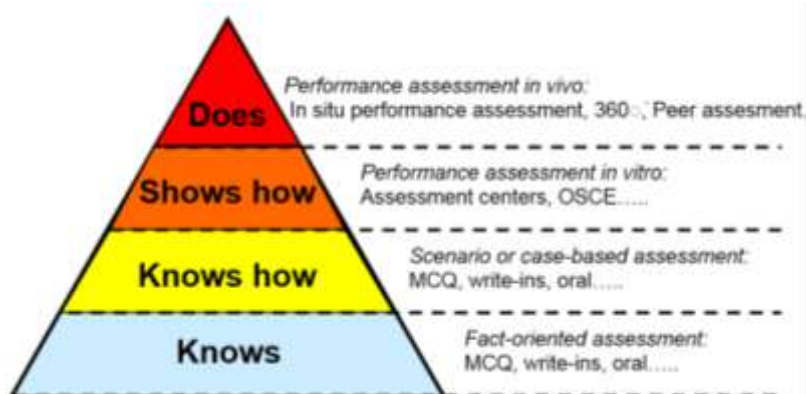 Performance assessment in vivo:
Does
In situ performance assessment, 360○, Peer assesment.
Performance assessment in vitro:
Shows how
Assessment centers, OSCE.....
Scenario or case-based assessment:
Knows how
MCQ, write-ins, oral.....
Fact-oriented assessment:
Knows
MCQ, write-ins, oral.....